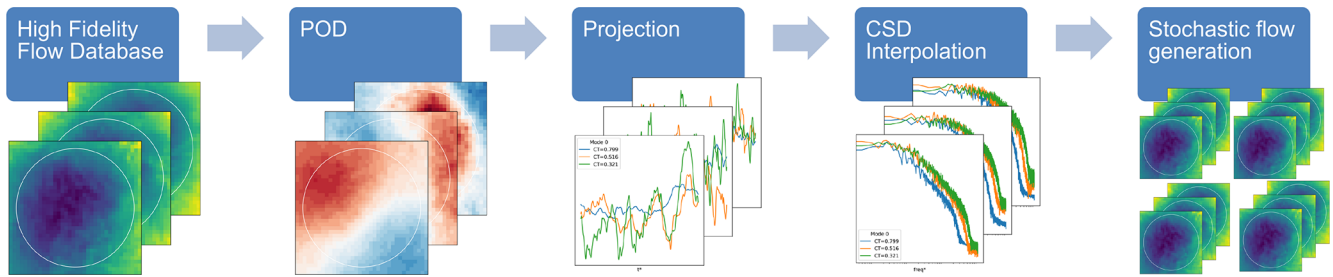 High Fidelity
Flow Database
POD
Projection
CSD
Interpolation
Stochastic flow
generation
Mode 0
CT=0.799
CT=0.516
CT=0.321
t*
Mode 0
CT=0.799
CT=0.516
CT=0.321
freq*